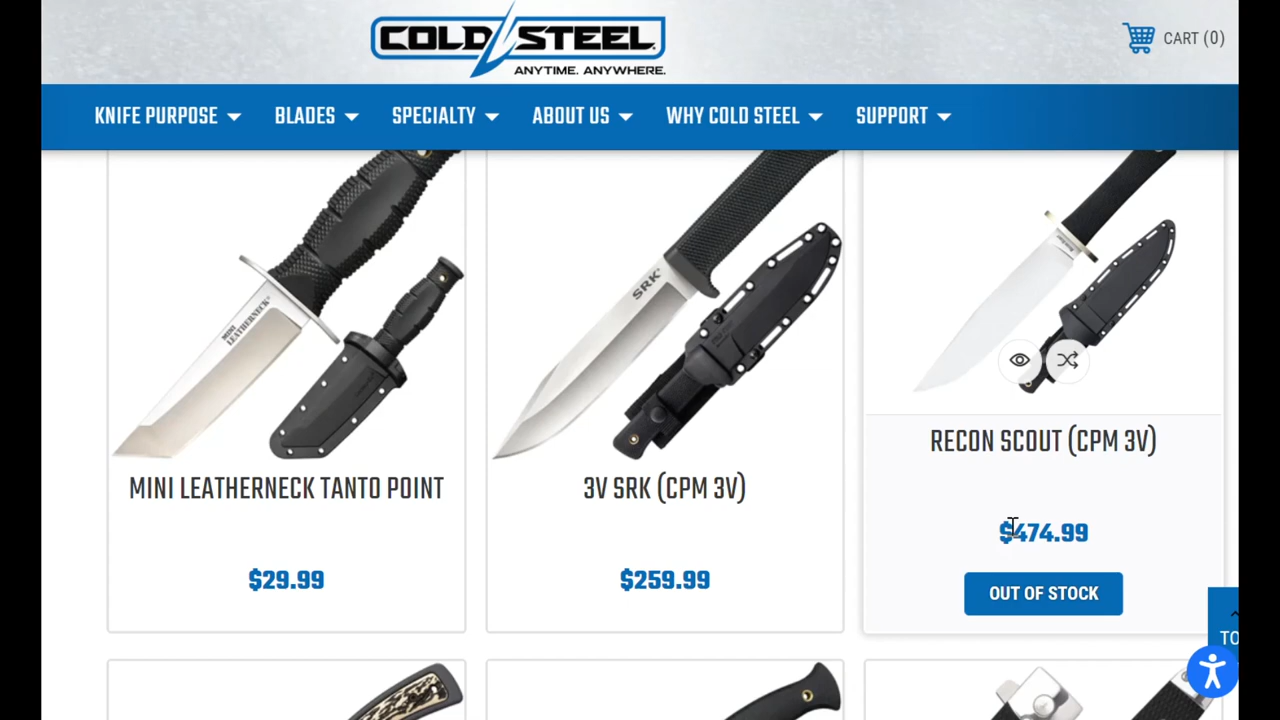 COLD STEEL
ANYTIME. ANYWHERE.
CART (0)
KNIFE PURPOSE BLADES SPECIALTY ABOUT US WHY COLD STEEL SUPPORT
MINI
LEATHERNECK
SRK
RECON SCOUT (CPM 3V)
MINI LEATHERNECK TANTO POINT
3V SRK (CPM 3V)
$474.99
$29.99
$259.99
OUT OF STOCK
TO